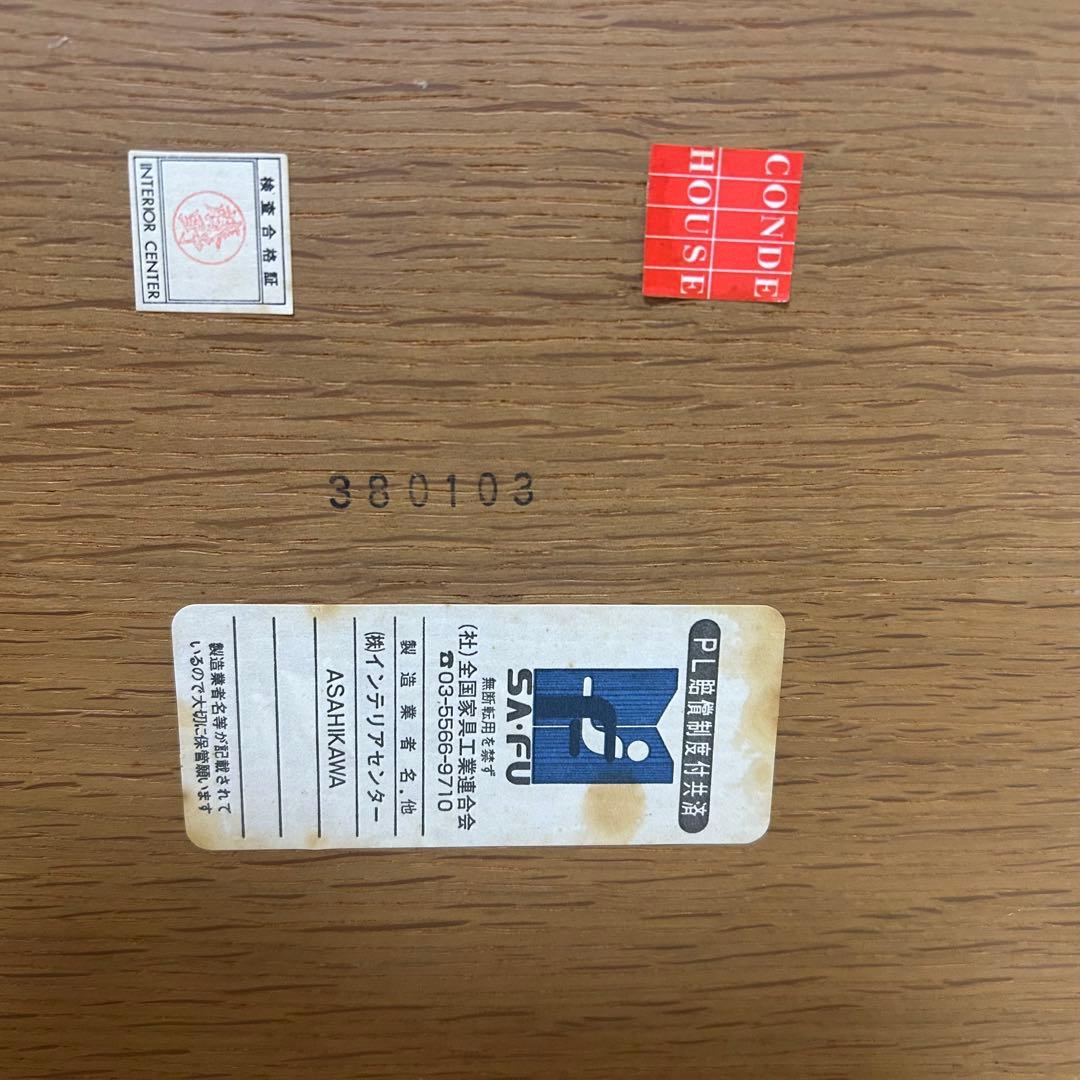 検査合格証
INTERIOR CENTER
CONDE
HOUSE
380103
PL賠償制度付共済
SA・FU
無断転用を禁ず
(社)全国家具工業連合会
☎03-5566-9710
製造業者名.他
㈱インテリアセンター
ASAHIKAWA
製造業者名等が記載されて
いるので大切に保管願います